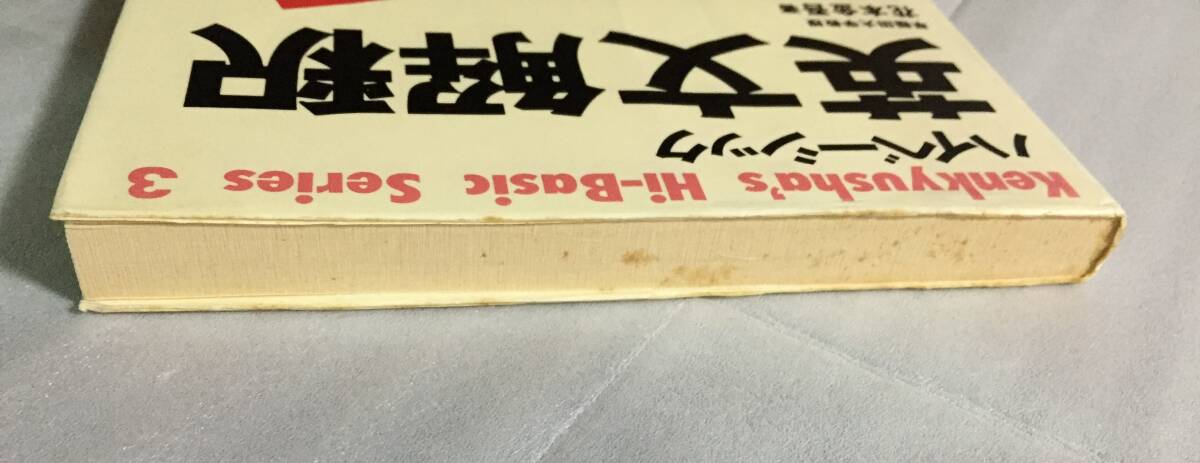 Kenkyusha's Hi-Basic Series 3
ハイベーシック
英文解釈
早稲田大学教授
花本金吾著